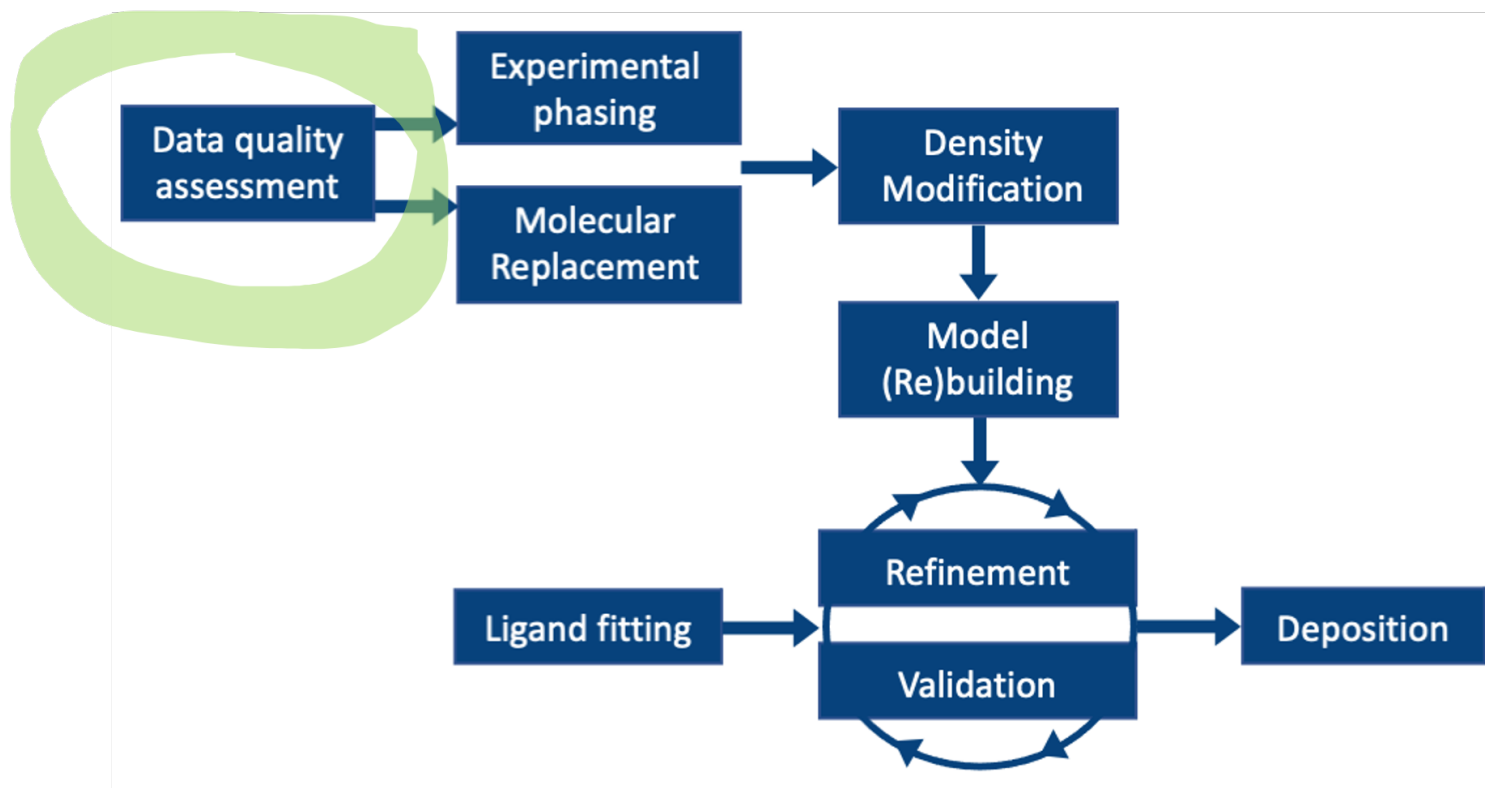 Data quality
assessment
Experimental
phasing
Molecular
Replacement
Density
Modification
Model
(Re)building
Refinement
Ligand fitting
Validation
Deposition